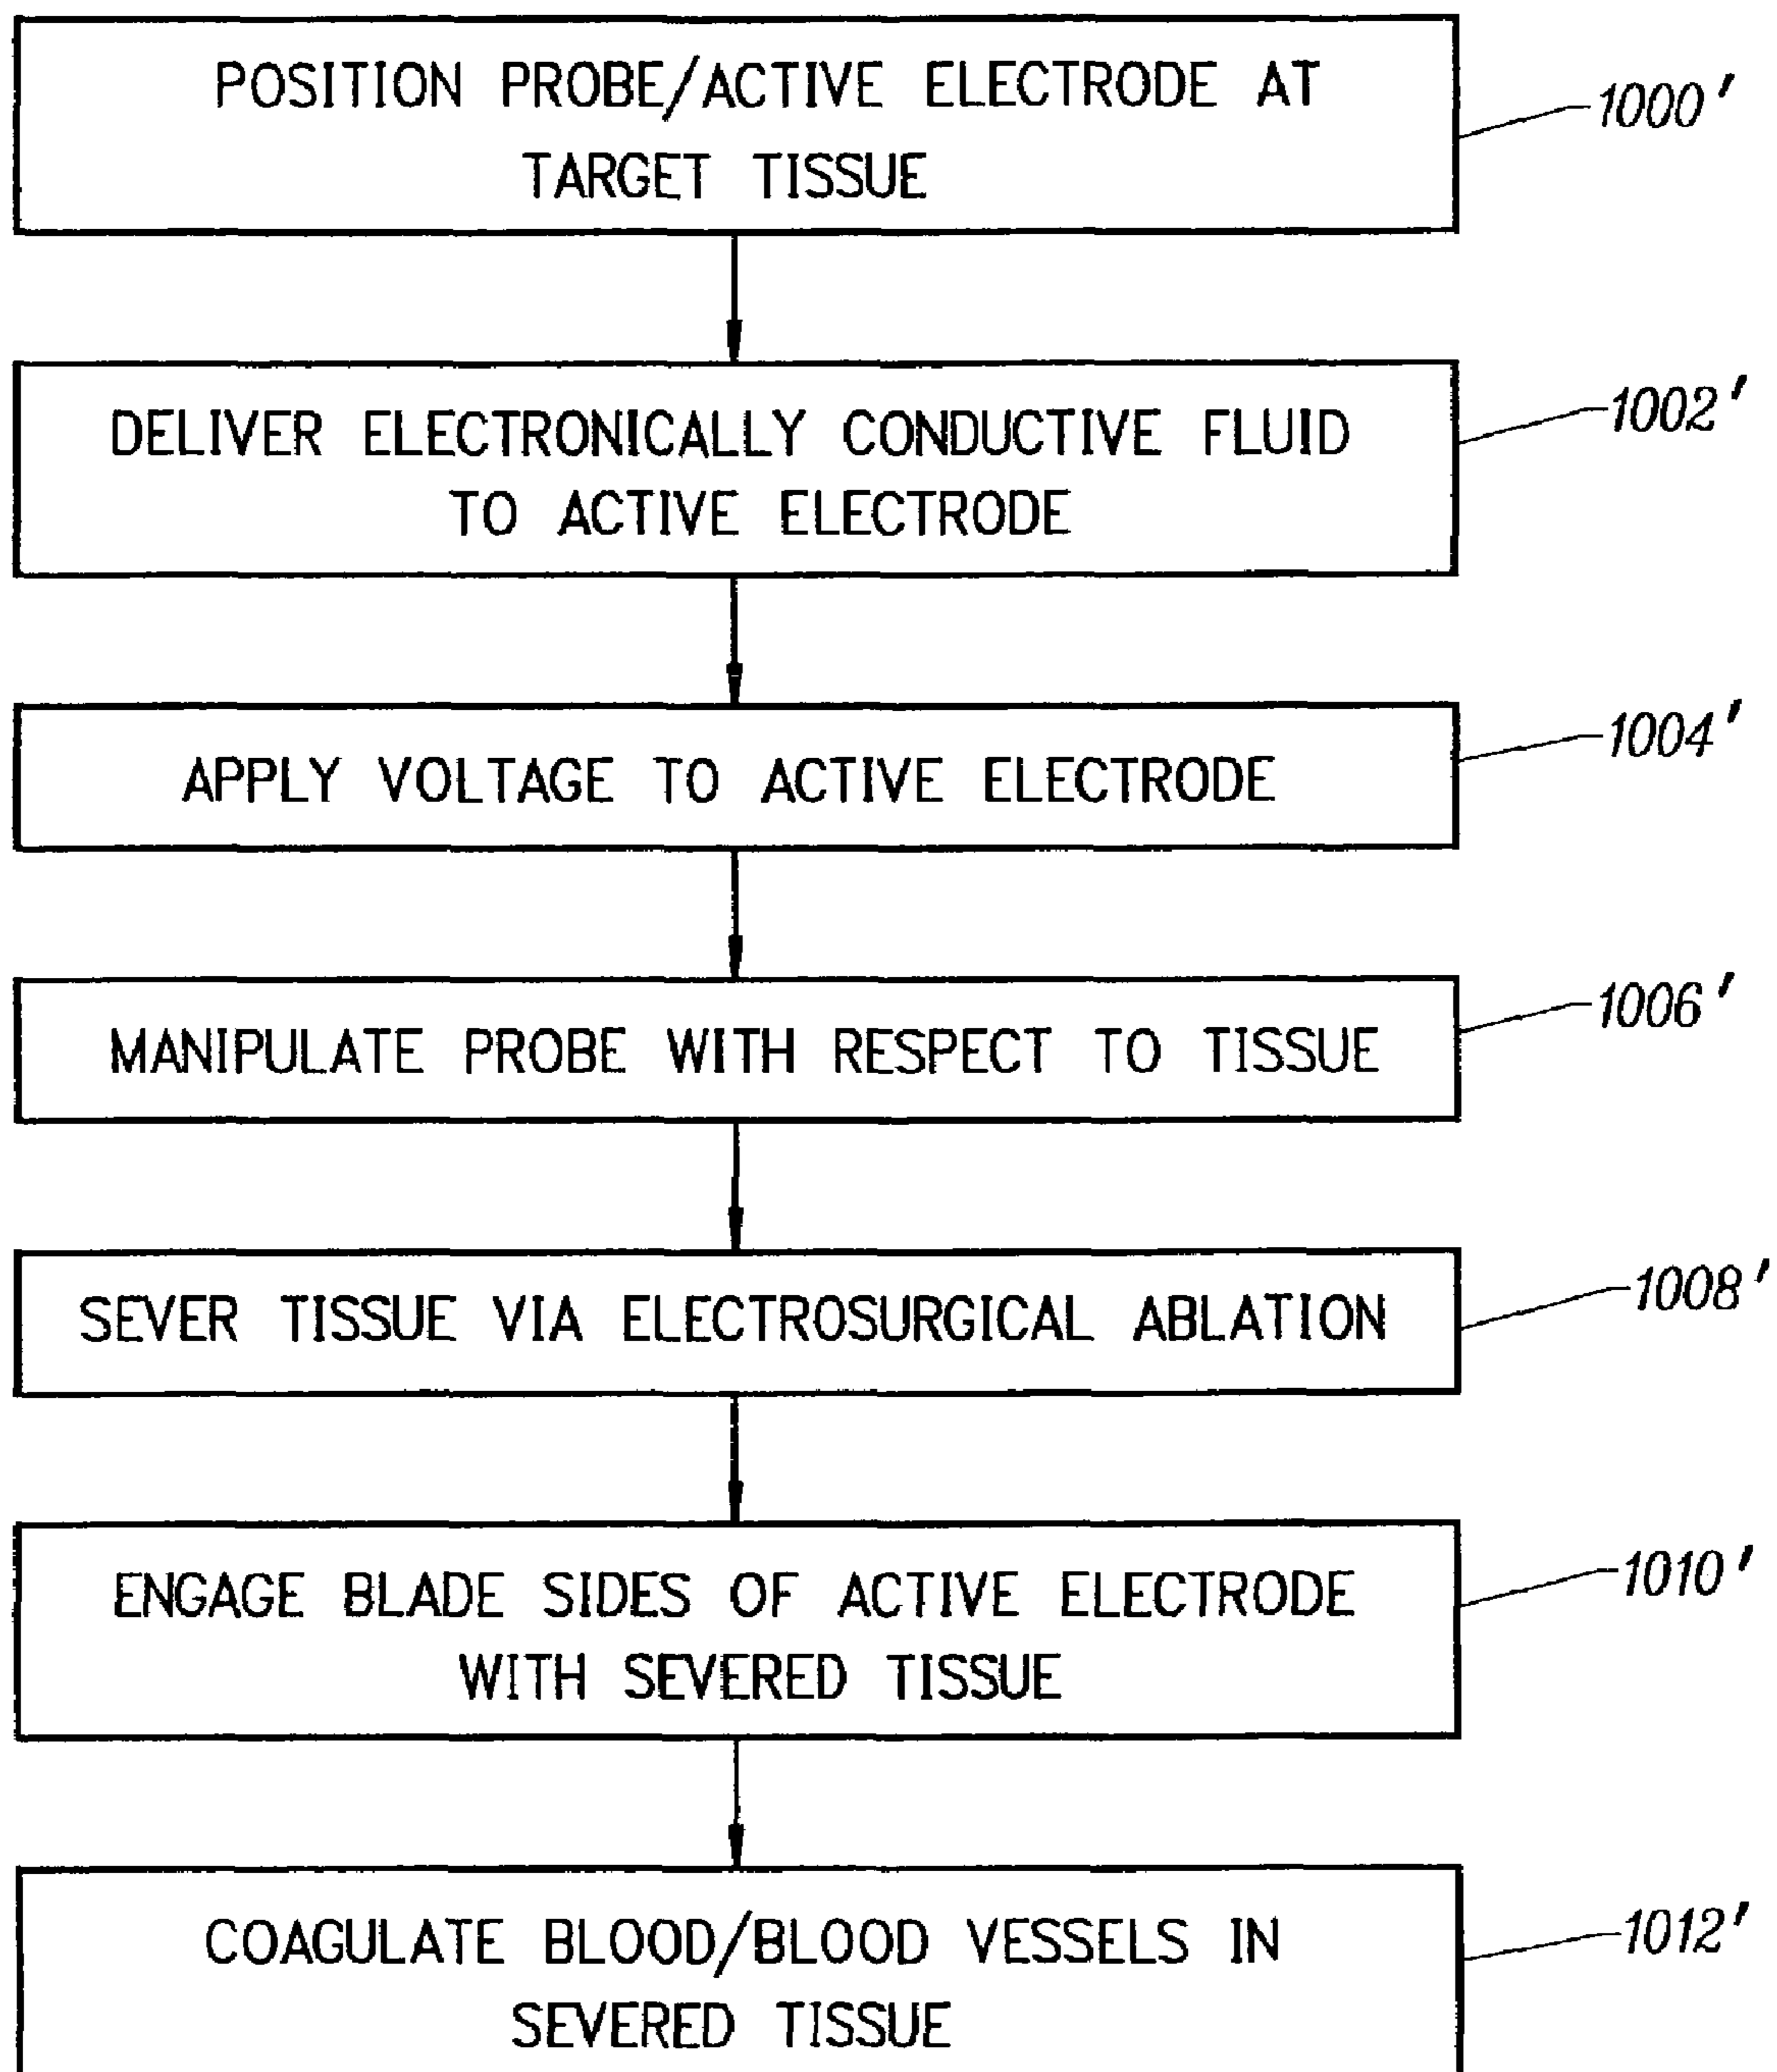 POSITION PROBE/ACTIVE ELECTRODE AT
TARGET TISSUE
1000'
DELIVER ELECTRONICALLY CONDUCTIVE FLUID
TO ACTIVE ELECTRODE
1002'
APPLY VOLTAGE TO ACTIVE ELECTRODE
1004'
MANIPULATE PROBE WITH RESPECT TO TISSUE
1006'
SEVER TISSUE VIA ELECTROSURGICAL ABLATION
1008'
ENGAGE BLADE SIDES OF ACTIVE ELECTRODE
WITH SEVERED TISSUE
1010'
COAGULATE BLOOD/BLOOD VESSELS IN
SEVERED TISSUE
1012'